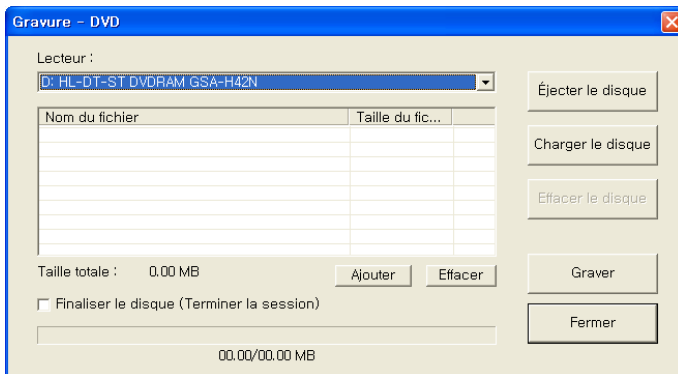 Gravure - DVD
Lecteur :
D: HL-DT-ST DVDRAM GSA-H42N
Éjecter le disque
Nom du fichier Taille du fic...
Charger le disque
Effacer le disque
Taille totale : 0.00 MB Ajouter Effacer
Graver
Finaliser le disque (Terminer la session)
Fermer
00.00/00.00 MB